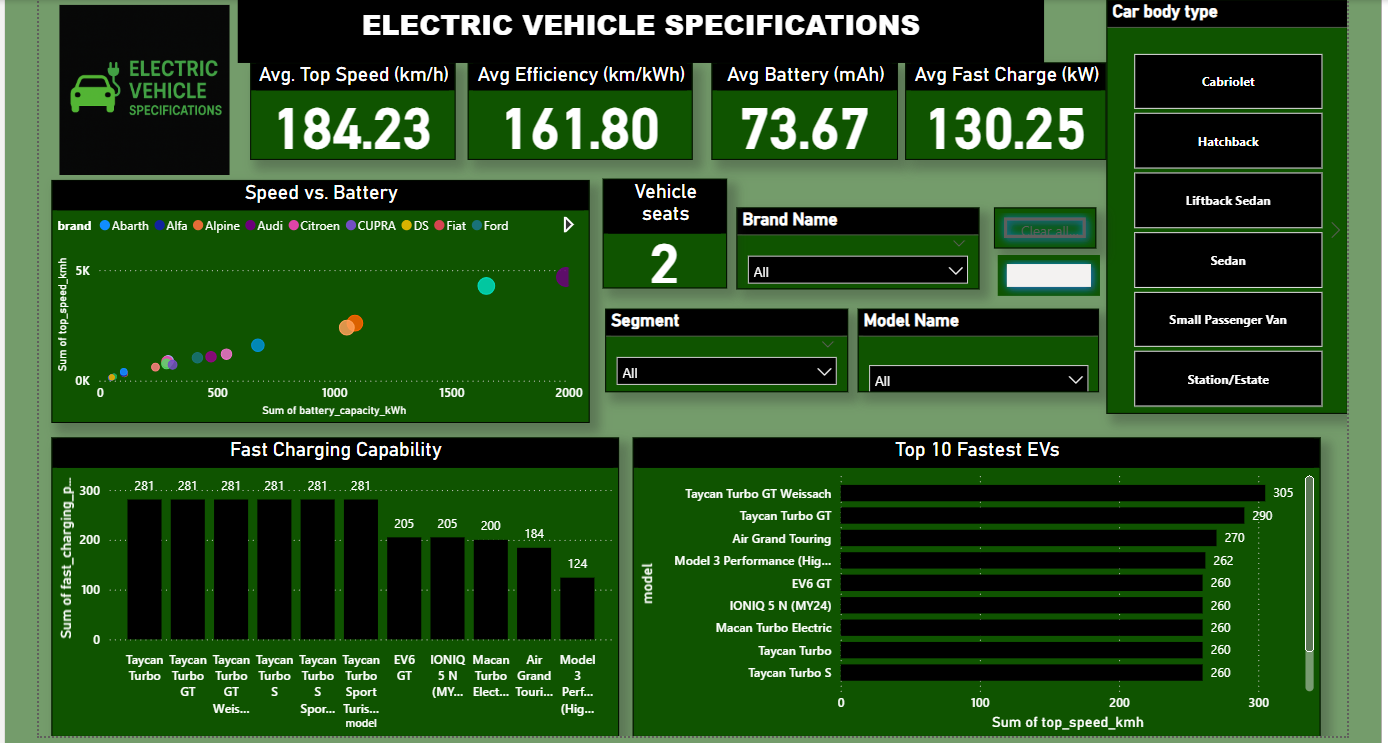 ELECTRIC
VEHICLE
SPECIFICATIONS
ELECTRIC VEHICLE SPECIFICATIONS
Avg. Top Speed (km/h)
184.23
Avg Efficiency (km/kWh)
161.80
Avg Battery (mAh)
73.67
Avg Fast Charge (kW)
130.25
Car body type
Cabriolet
Hatchback
Liftback Sedan
Sedan
Small Passenger Van
Station/Estate
Speed vs. Battery
brand Abarth Alfa Alpine Audi Citroen CUPRA DS Fiat Ford
Sum of top_speed_kmh
5K
0K
0 500 1000 1500 2000
Sum of battery_capacity_kWh
Vehicle
seats
2
Brand Name
All
Clear all
Segment
All
Model Name
All
Fast Charging Capability
Sum of fast_charging_p...
300
200
100
0
281 281 281 281 281 281 205 205 200 184 124
Taycan
Turbo
Taycan
Turbo
GT
Taycan
Turbo
GT
Weis...
Taycan
Turbo
S
Taycan
Turbo
S
Spor...
Taycan
Turbo
Sport
Turis...
EV6
GT
IONIQ
5 N
(MY...
Macan
Turbo
Elect...
Air
Grand
Touri...
Model
3
Perf...
(Hig...
model
Top 10 Fastest EVs
model
Taycan Turbo GT Weissach 305
Taycan Turbo GT 290
Air Grand Touring 270
Model 3 Performance (Hig... 262
EV6 GT 260
IONIQ 5 N (MY24) 260
Macan Turbo Electric 260
Taycan Turbo 260
Taycan Turbo S 260
0 100 200 300
Sum of top_speed_kmh